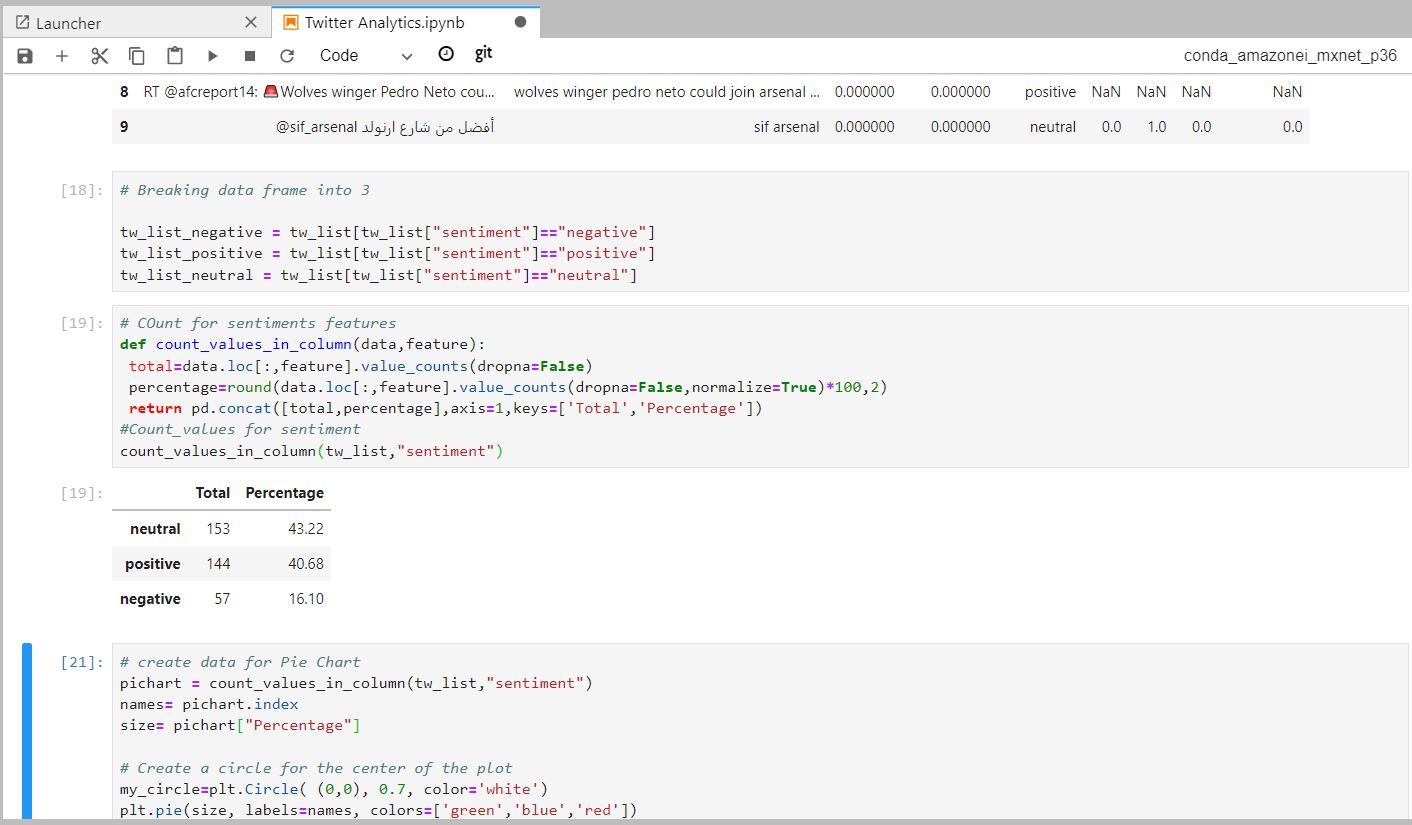 Launcher
Twitter Analytics.ipynb
Code git conda_amazonei_mxnet_p36
8 RT @afcreport14: 🚨Wolves winger Pedro Neto cou... wolves winger pedro neto could join arsenal ... 0.000000 0.000000 positive NaN NaN NaN NaN
9 @sif_arsenal أفضل من شارع ارنولد sif arsenal 0.000000 0.000000 neutral 0.0 1.0 0.0 0.0
[18]: # Breaking data frame into 3
tw_list_negative = tw_list[tw_list["sentiment"]=="negative"]
tw_list_positive = tw_list[tw_list["sentiment"]=="positive"]
tw_list_neutral = tw_list[tw_list["sentiment"]=="neutral"]
[19]: # COunt for sentiments features
def count_values_in_column(data,feature):
total=data.loc[:,feature].value_counts(dropna=False)
percentage=round(data.loc[:,feature].value_counts(dropna=False,normalize=True)*100,2)
return pd.concat([total,percentage],axis=1,keys=['Total','Percentage'])
#Count_values for sentiment
count_values_in_column(tw_list,"sentiment")
[19]: Total Percentage
neutral 153 43.22
positive 144 40.68
negative 57 16.10
[21]: # create data for Pie Chart
pichart = count_values_in_column(tw_list,"sentiment")
names= pichart.index
size= pichart["Percentage"]
# Create a circle for the center of the plot
my_circle=plt.Circle( (0,0), 0.7, color='white')
plt.pie(size, labels=names, colors=['green','blue','red'])